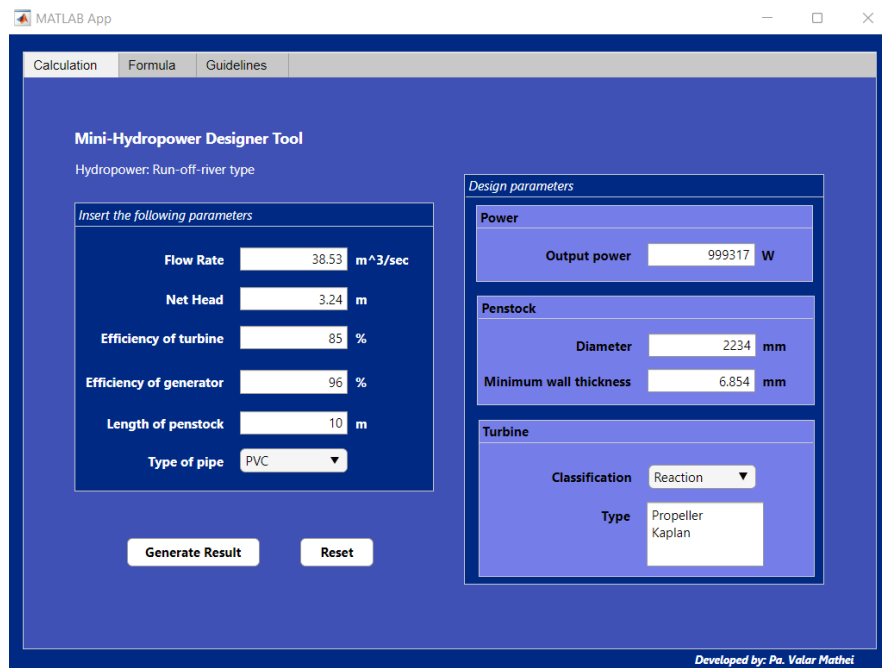 MATLAB App
Calculation Formula Guidelines
Mini-Hydropower Designer Tool
Hydropower: Run-off-river type
Insert the following parameters
Flow Rate 38.53 m^3/sec
Net Head 3.24 m
Efficiency of turbine 85 %
Efficiency of generator 96 %
Length of penstock 10 m
Type of pipe PVC
Generate Result Reset
Design parameters
Power
Output power 999317 W
Penstock
Diameter 2234 mm
Minimum wall thickness 6.854 mm
Turbine
Classification Reaction
Type Propeller
Kaplan
Developed by: Pa. Valar Mathei